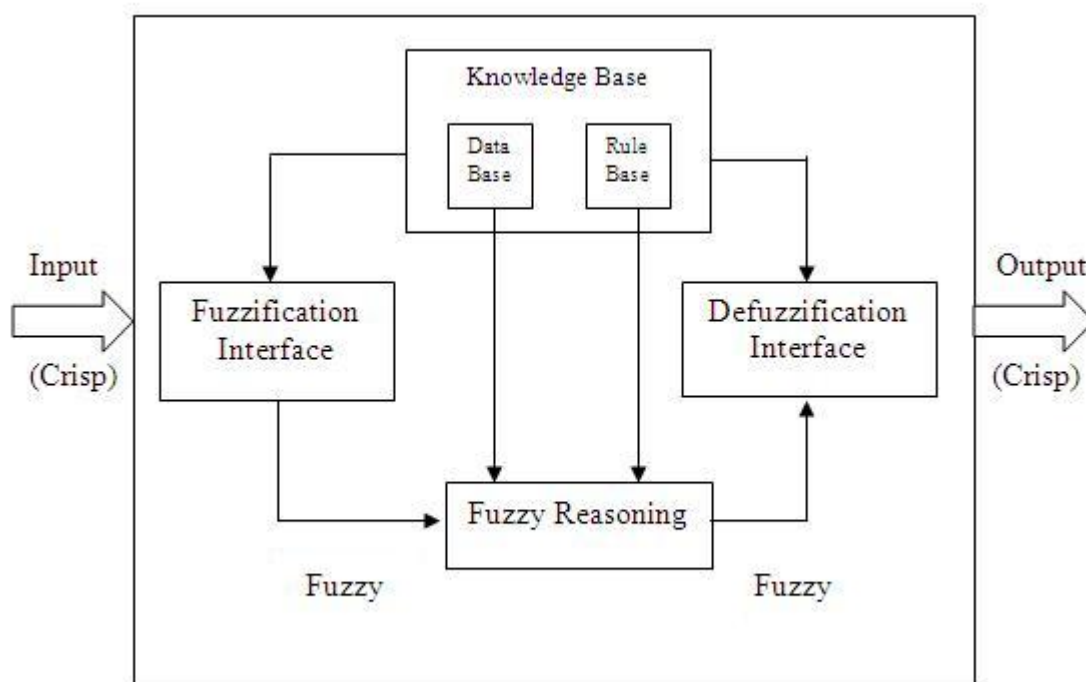 Knowledge Base
Data
Base
Rule
Base
Input
(Crisp)
Fuzzification
Interface
Defuzzification
Interface
Output
(Crisp)
Fuzzy Reasoning
Fuzzy
Fuzzy